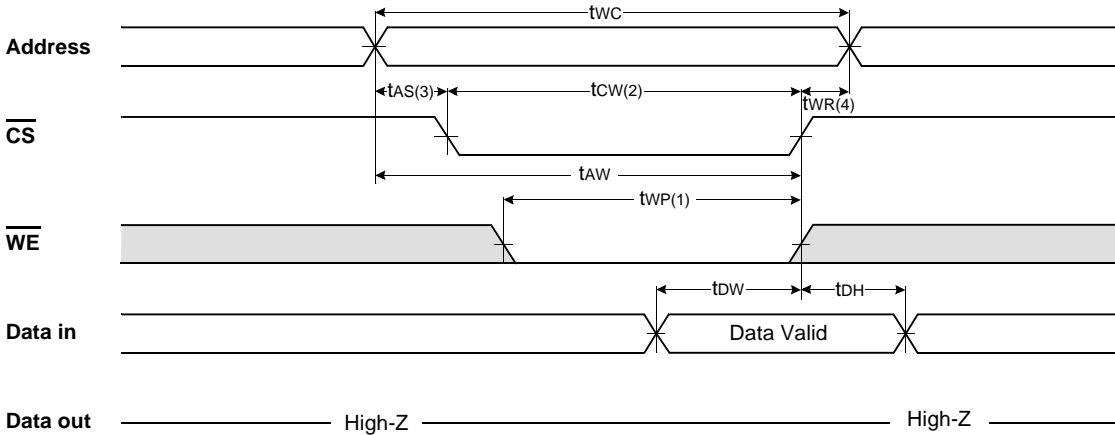 tWC
Address
tAS(3) tCW(2) tWR(4)
CS
tAW
tWP(1)
WE
tDW tDH
Data in Data Valid
Data out High-Z High-Z